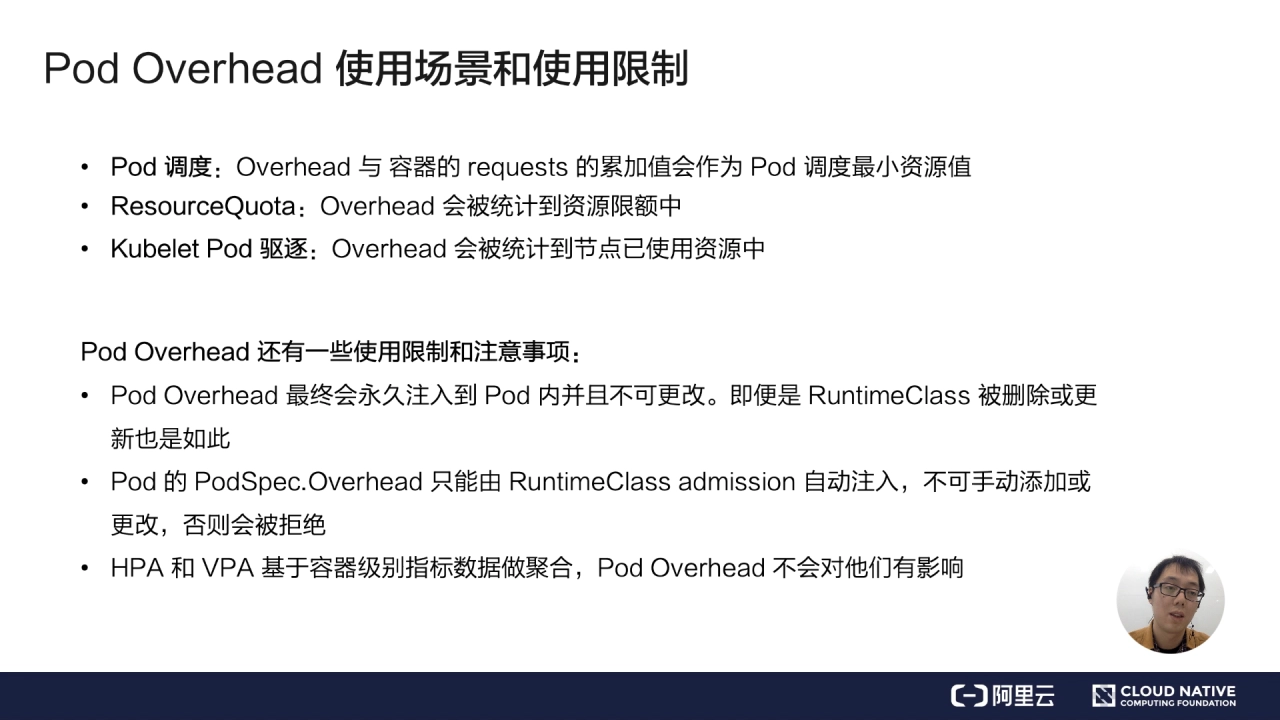 Pod Overhead 使用场景和使用限制
• Pod 调度：Overhead 与 容器的 requests 的累加值会作为 Pod 调度最小资源值
• ResourceQuota：Overhead 会被统计到资源限额中
• Kubelet Pod 驱逐：Overhead 会被统计到节点已使用资源中
Pod Overhead 还有一些使用限制和注意事项：
• Pod Overhead 最终会永久注入到 Pod 内并且不可更改。即便是 RuntimeClass 被删除或更
新也是如此
• Pod 的 PodSpec.Overhead 只能由 RuntimeClass admission 自动注入，不可手动添加或
更改，否则会被拒绝
• HPA 和 VPA 基于容器级别指标数据做聚合，Pod Overhead 不会对他们有影响
阿里云
CLOUD NATIVE
COMPUTING FOUNDATION